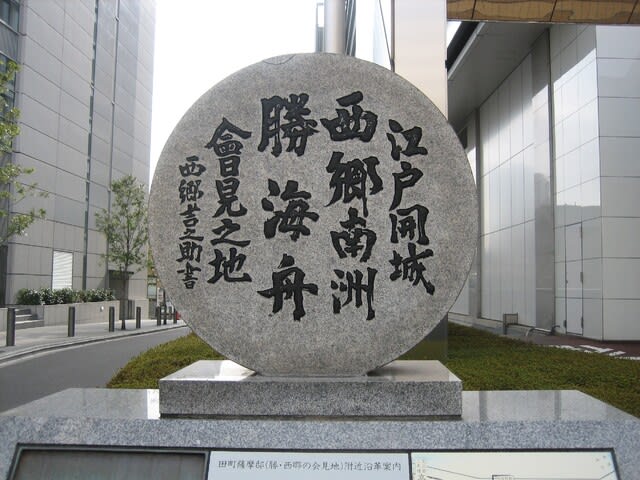 江戸開城
西郷南洲
勝海舟
會見之地
西郷吉之助書
田町薩摩邸(勝・西郷の会見地)附近沿革案内